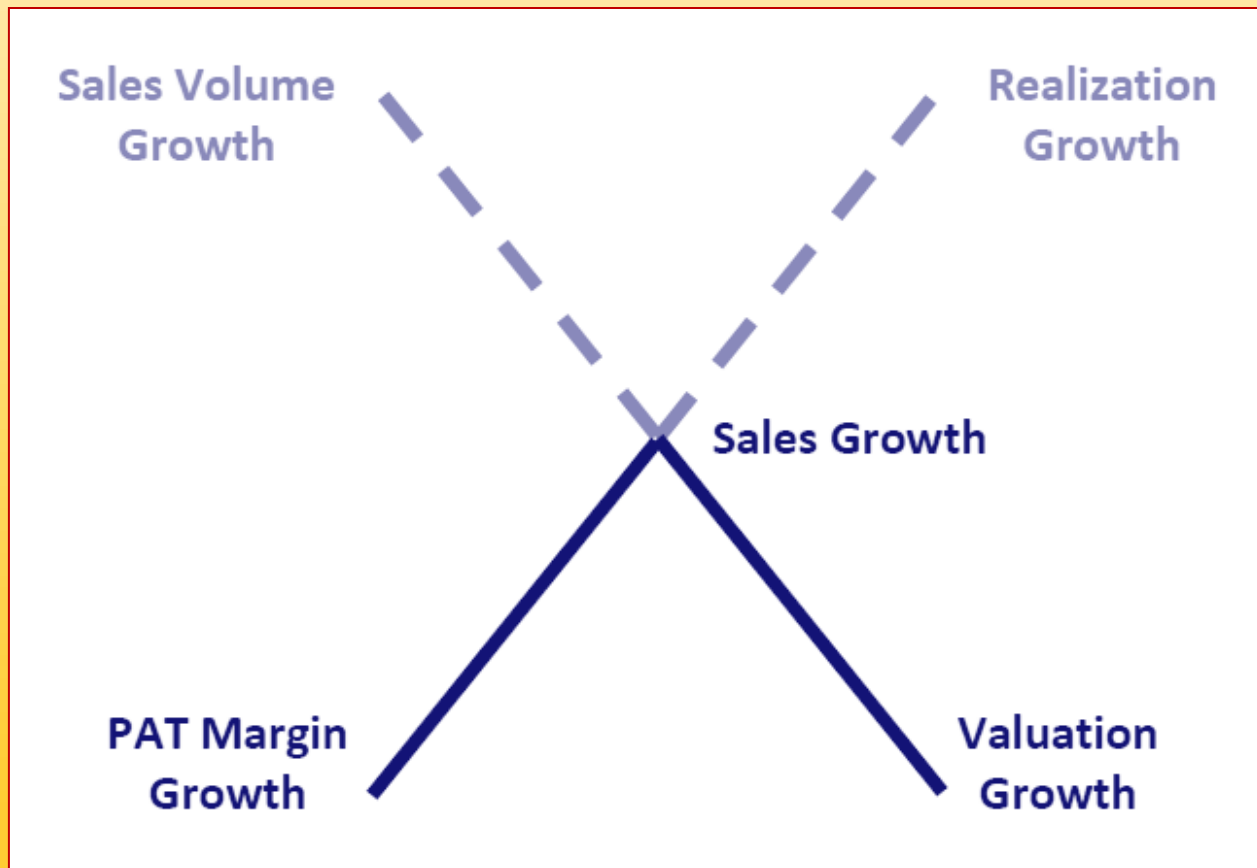 Sales Volume
Growth
Realization
Growth
Sales Growth
PAT Margin
Growth
Valuation
Growth